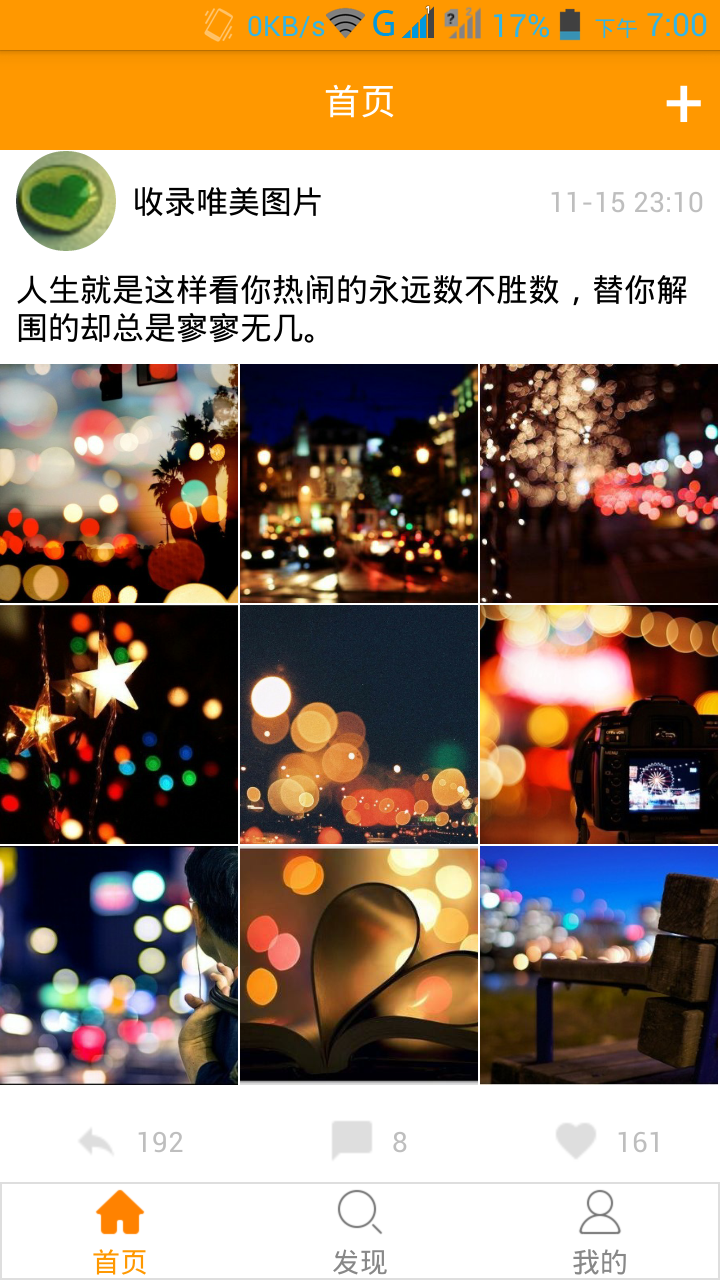 0KB/s G 1 ? 17% 下午 7:00
首页
收录唯美图片 11-15 23:10
人生就是这样看你热闹的永远数不胜数，替你解
围的却总是寥寥无几。
192 8 161
首页 发现 我的